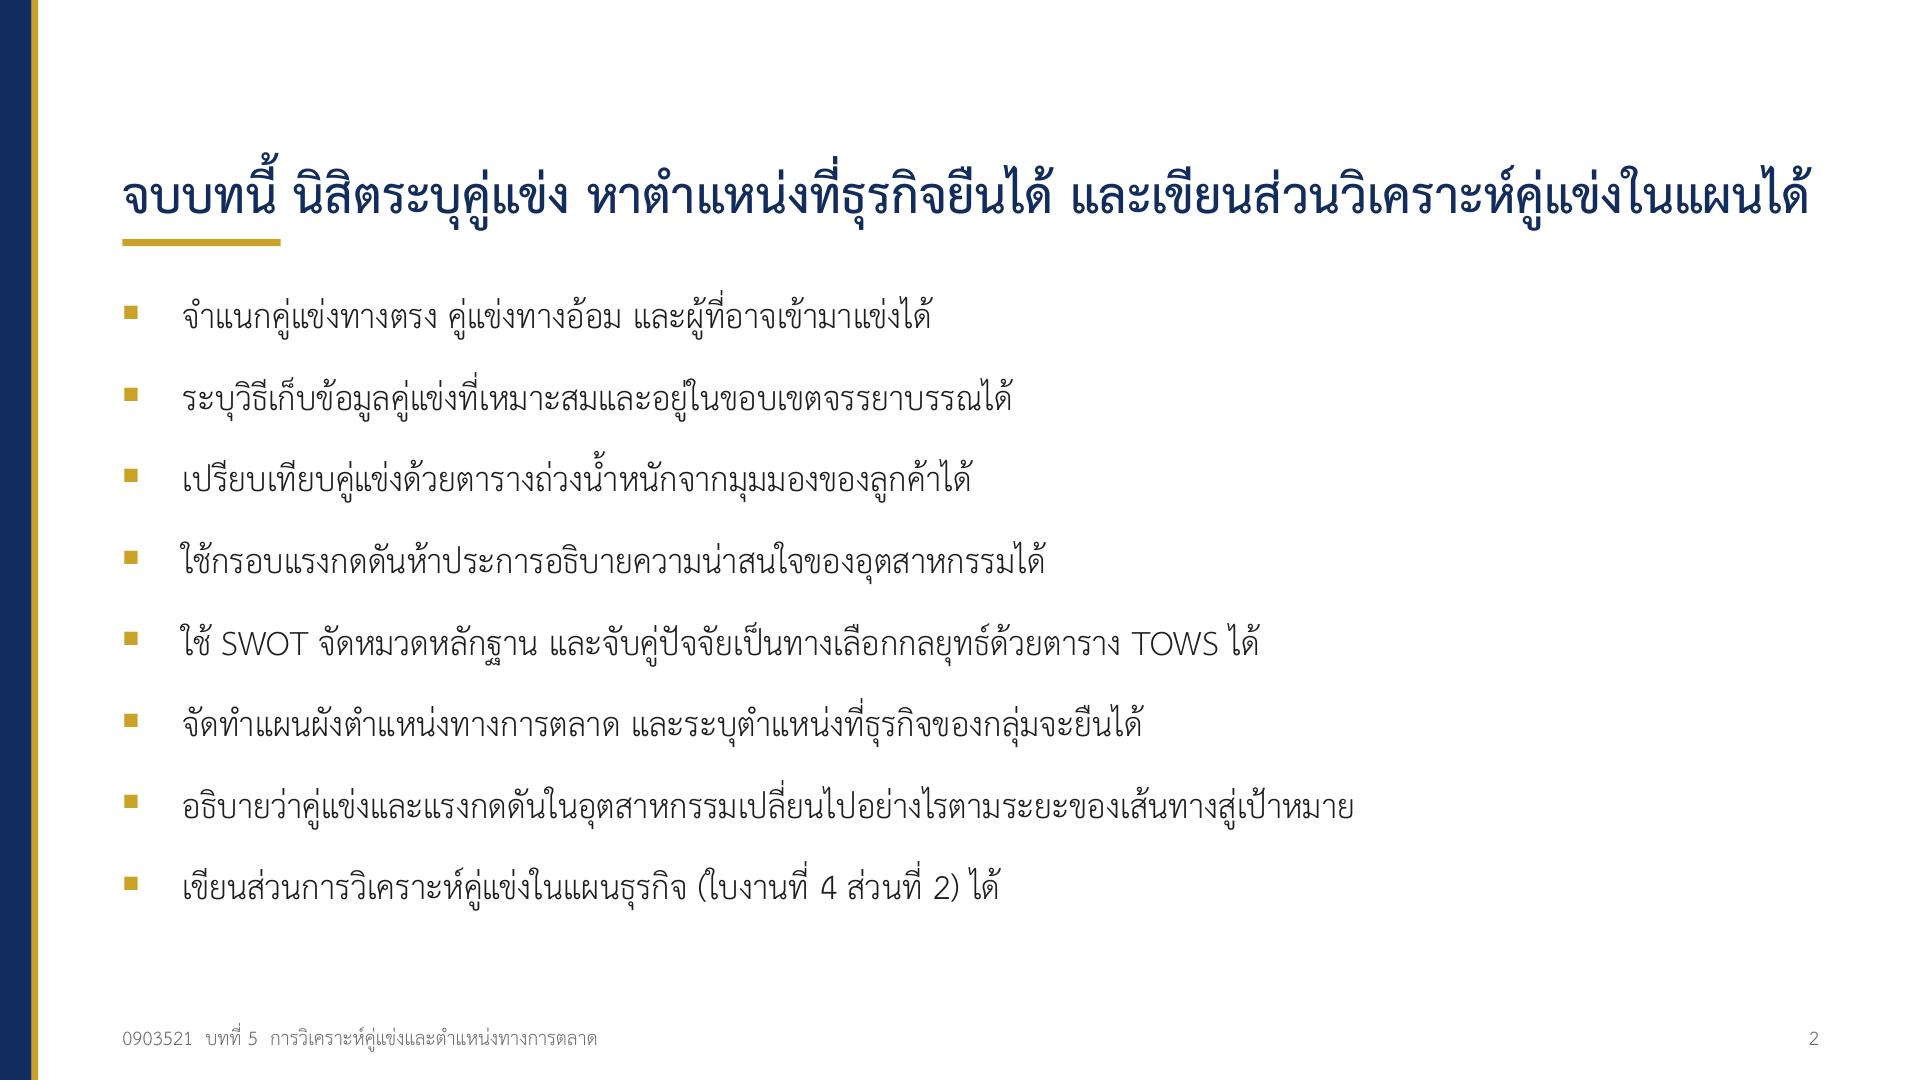 จบบทนี้ นิสิตระบุคู่แข่ง หาตำแหน่งที่ธุรกิจยืนได้ และเขียนส่วนวิเคราะห์คู่แข่งในแผนได้
จำแนกคู่แข่งทางตรง คู่แข่งทางอ้อม และผู้ที่อาจเข้ามาแข่งได้
ระบุวิธีเก็บข้อมูลคู่แข่งที่เหมาะสมและอยู่ในขอบเขตจรรยาบรรณได้
เปรียบเทียบคู่แข่งด้วยตารางถ่วงน้ำหนักจากมุมมองของลูกค้าได้
ใช้กรอบแรงกดดันห้าประการอธิบายความน่าสนใจของอุตสาหกรรมได้
ใช้ SWOT จัดหมวดหลักฐาน และจับคู่ปัจจัยเป็นทางเลือกกลยุทธ์ด้วยตาราง TOWS ได้
จัดทำแผนผังตำแหน่งทางการตลาด และระบุตำแหน่งที่ธุรกิจของกลุ่มจะยืนได้
อธิบายว่าคู่แข่งและแรงกดดันในอุตสาหกรรมเปลี่ยนไปอย่างไรตามระยะของเส้นทางสู่เป้าหมาย
เขียนส่วนการวิเคราะห์คู่แข่งในแผนธุรกิจ (ใบงานที่ 4 ส่วนที่ 2) ได้
0903521 บทที่ 5 การวิเคราะห์คู่แข่งและตำแหน่งทางการตลาด
2